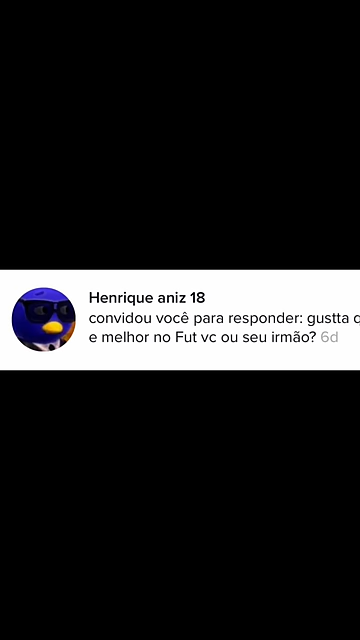 Henrique aniz 18
convidou você para responder: gustta q
e melhor no Fut vc ou seu irmão? 6d